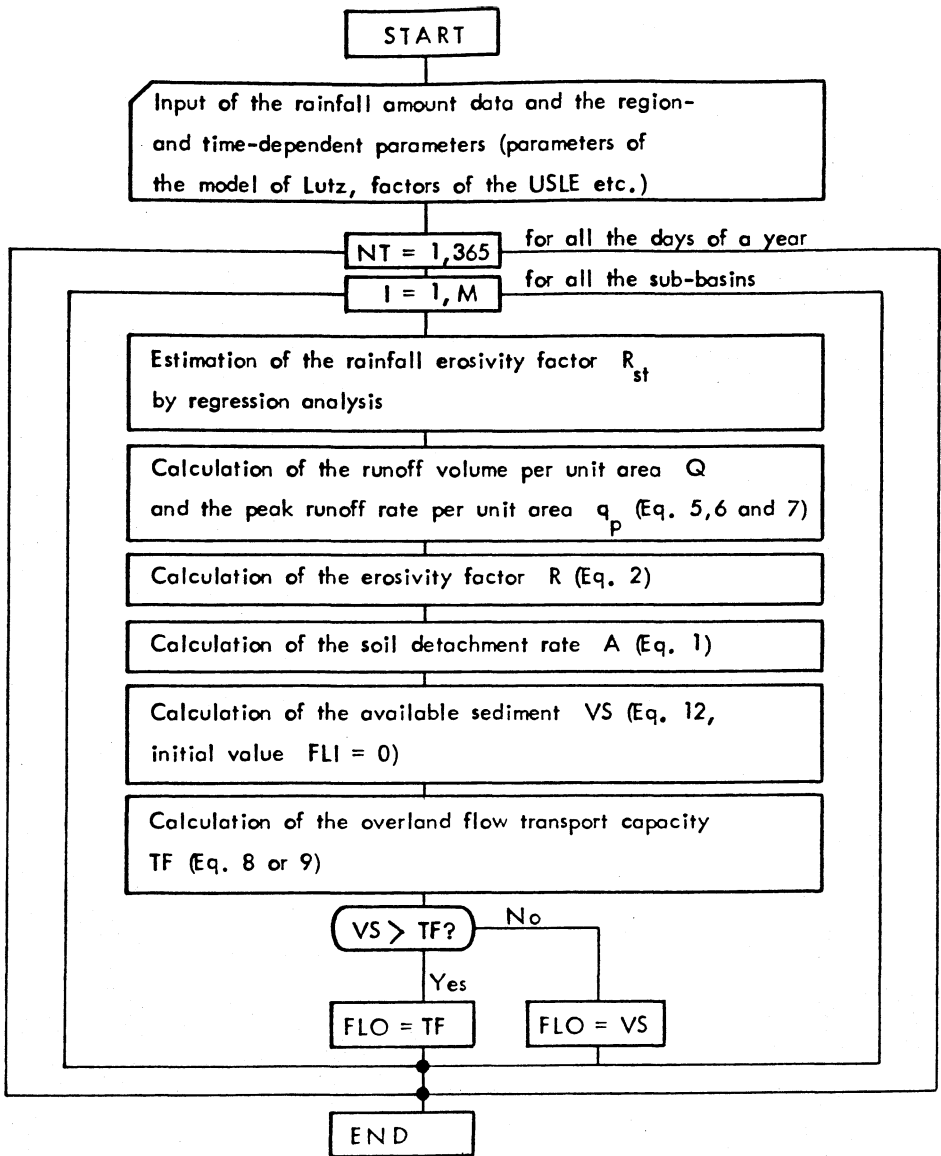 START
Input of the rainfall amount data and the region-
and time-dependent parameters (parameters of
the model of Lutz, factors of the USLE etc.)
NT = 1,365
for all the days of a year
I = 1, M
for all the sub-basins
Estimation of the rainfall erosivity factor R_st
by regression analysis
Calculation of the runoff volume per unit area Q
and the peak runoff rate per unit area q_p (Eq. 5,6 and 7)
Calculation of the erosivity factor R (Eq. 2)
Calculation of the soil detachment rate A (Eq. 1)
Calculation of the available sediment VS (Eq. 12,
initial value FLI = 0)
Calculation of the overland flow transport capacity
TF (Eq. 8 or 9)
VS > TF?
No
Yes
FLO = TF
FLO = VS
END